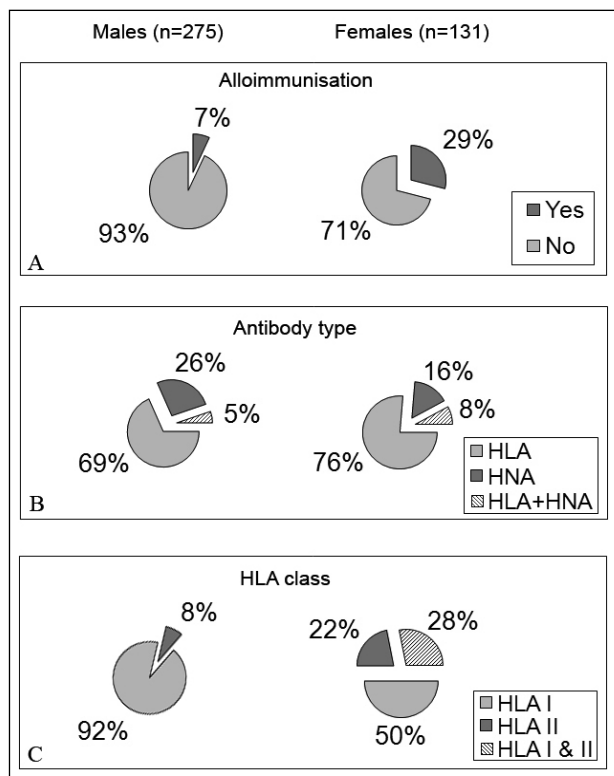 Males (n=275) Females (n=131)
Alloimmunisation
7%
93%
29%
71%
Yes
No
A
Antibody type
26%
5%
69%
16%
8%
76%
HLA
HNA
HLA+HNA
B
HLA class
8%
92%
22%
28%
50%
HLA I
HLA II
HLA I & II
C